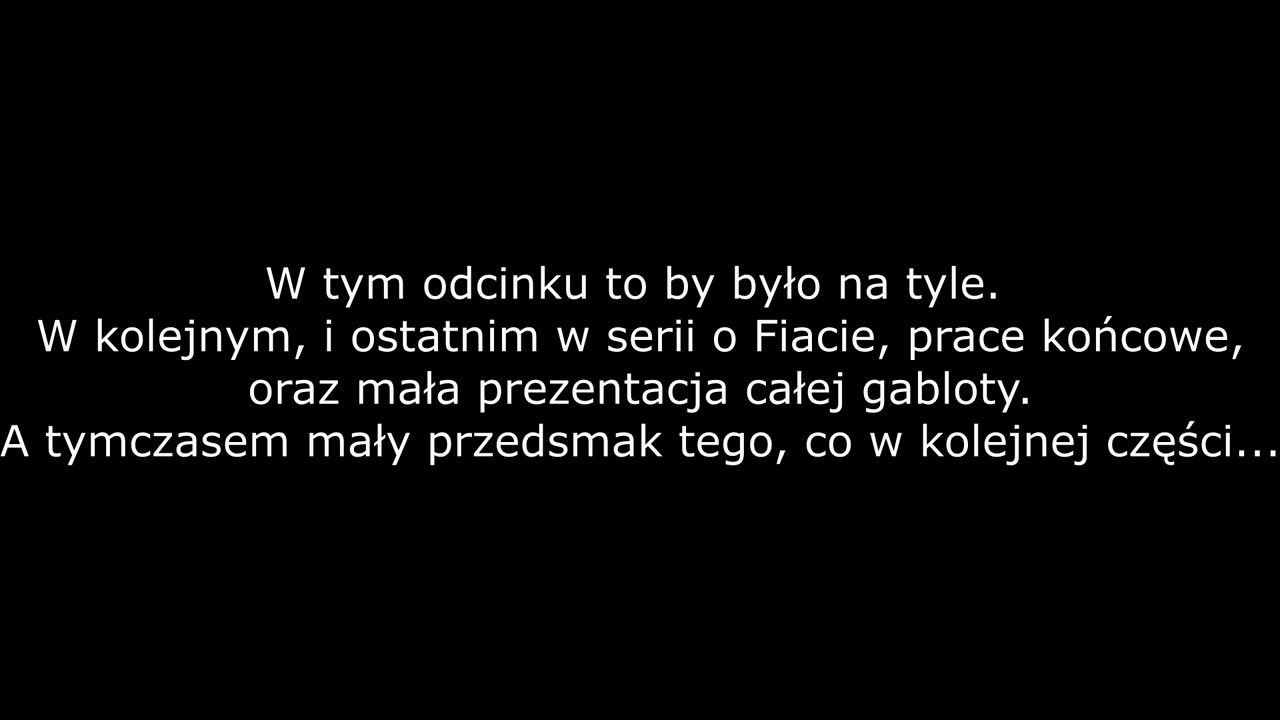 W tym odcinku to by było na tyle.
W kolejnym, i ostatnim w serii o Fiacie, prace końcowe,
oraz mała prezentacja całej gabloty.
A tymczasem mały przedsmak tego, co w kolejnej części...